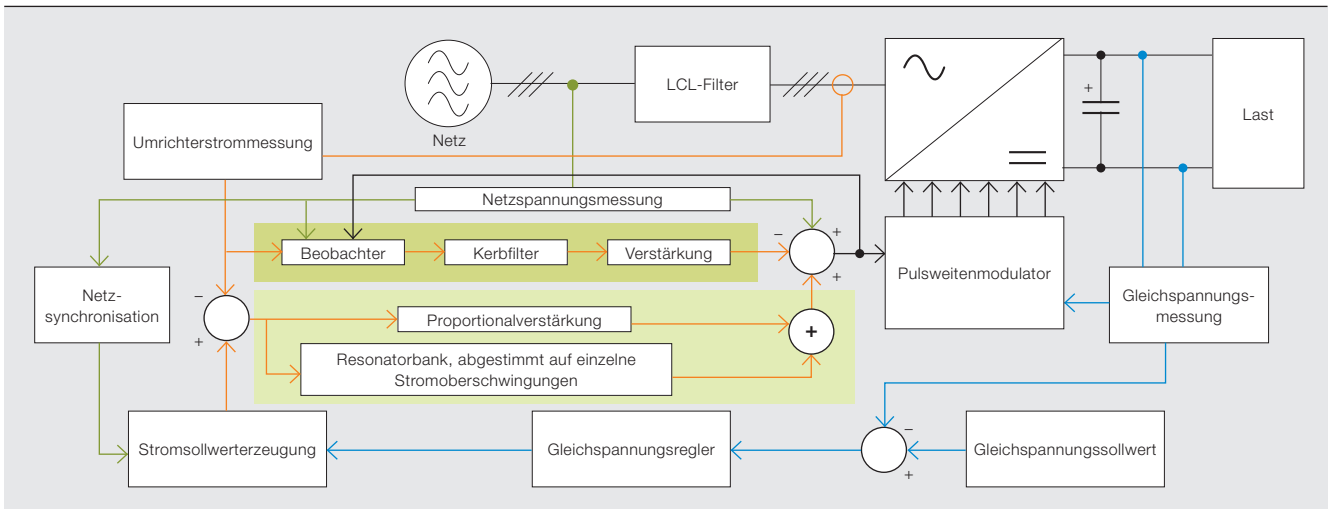 LCL-Filter
+
Last
Netz
Umrichterstrommessung
Netzspannungsmessung
−
+
Beobachter
Kerbfilter
Verstärkung
+
Pulsweitenmodulator
Netz-
synchronisation
−
+
Proportionalverstärkung
+
Gleichspannungs-
messung
Resonatorbank, abgestimmt auf einzelne
Stromoberschwingungen
Stromsollwerterzeugung
Gleichspannungsregler
−
+
Gleichspannungssollwert